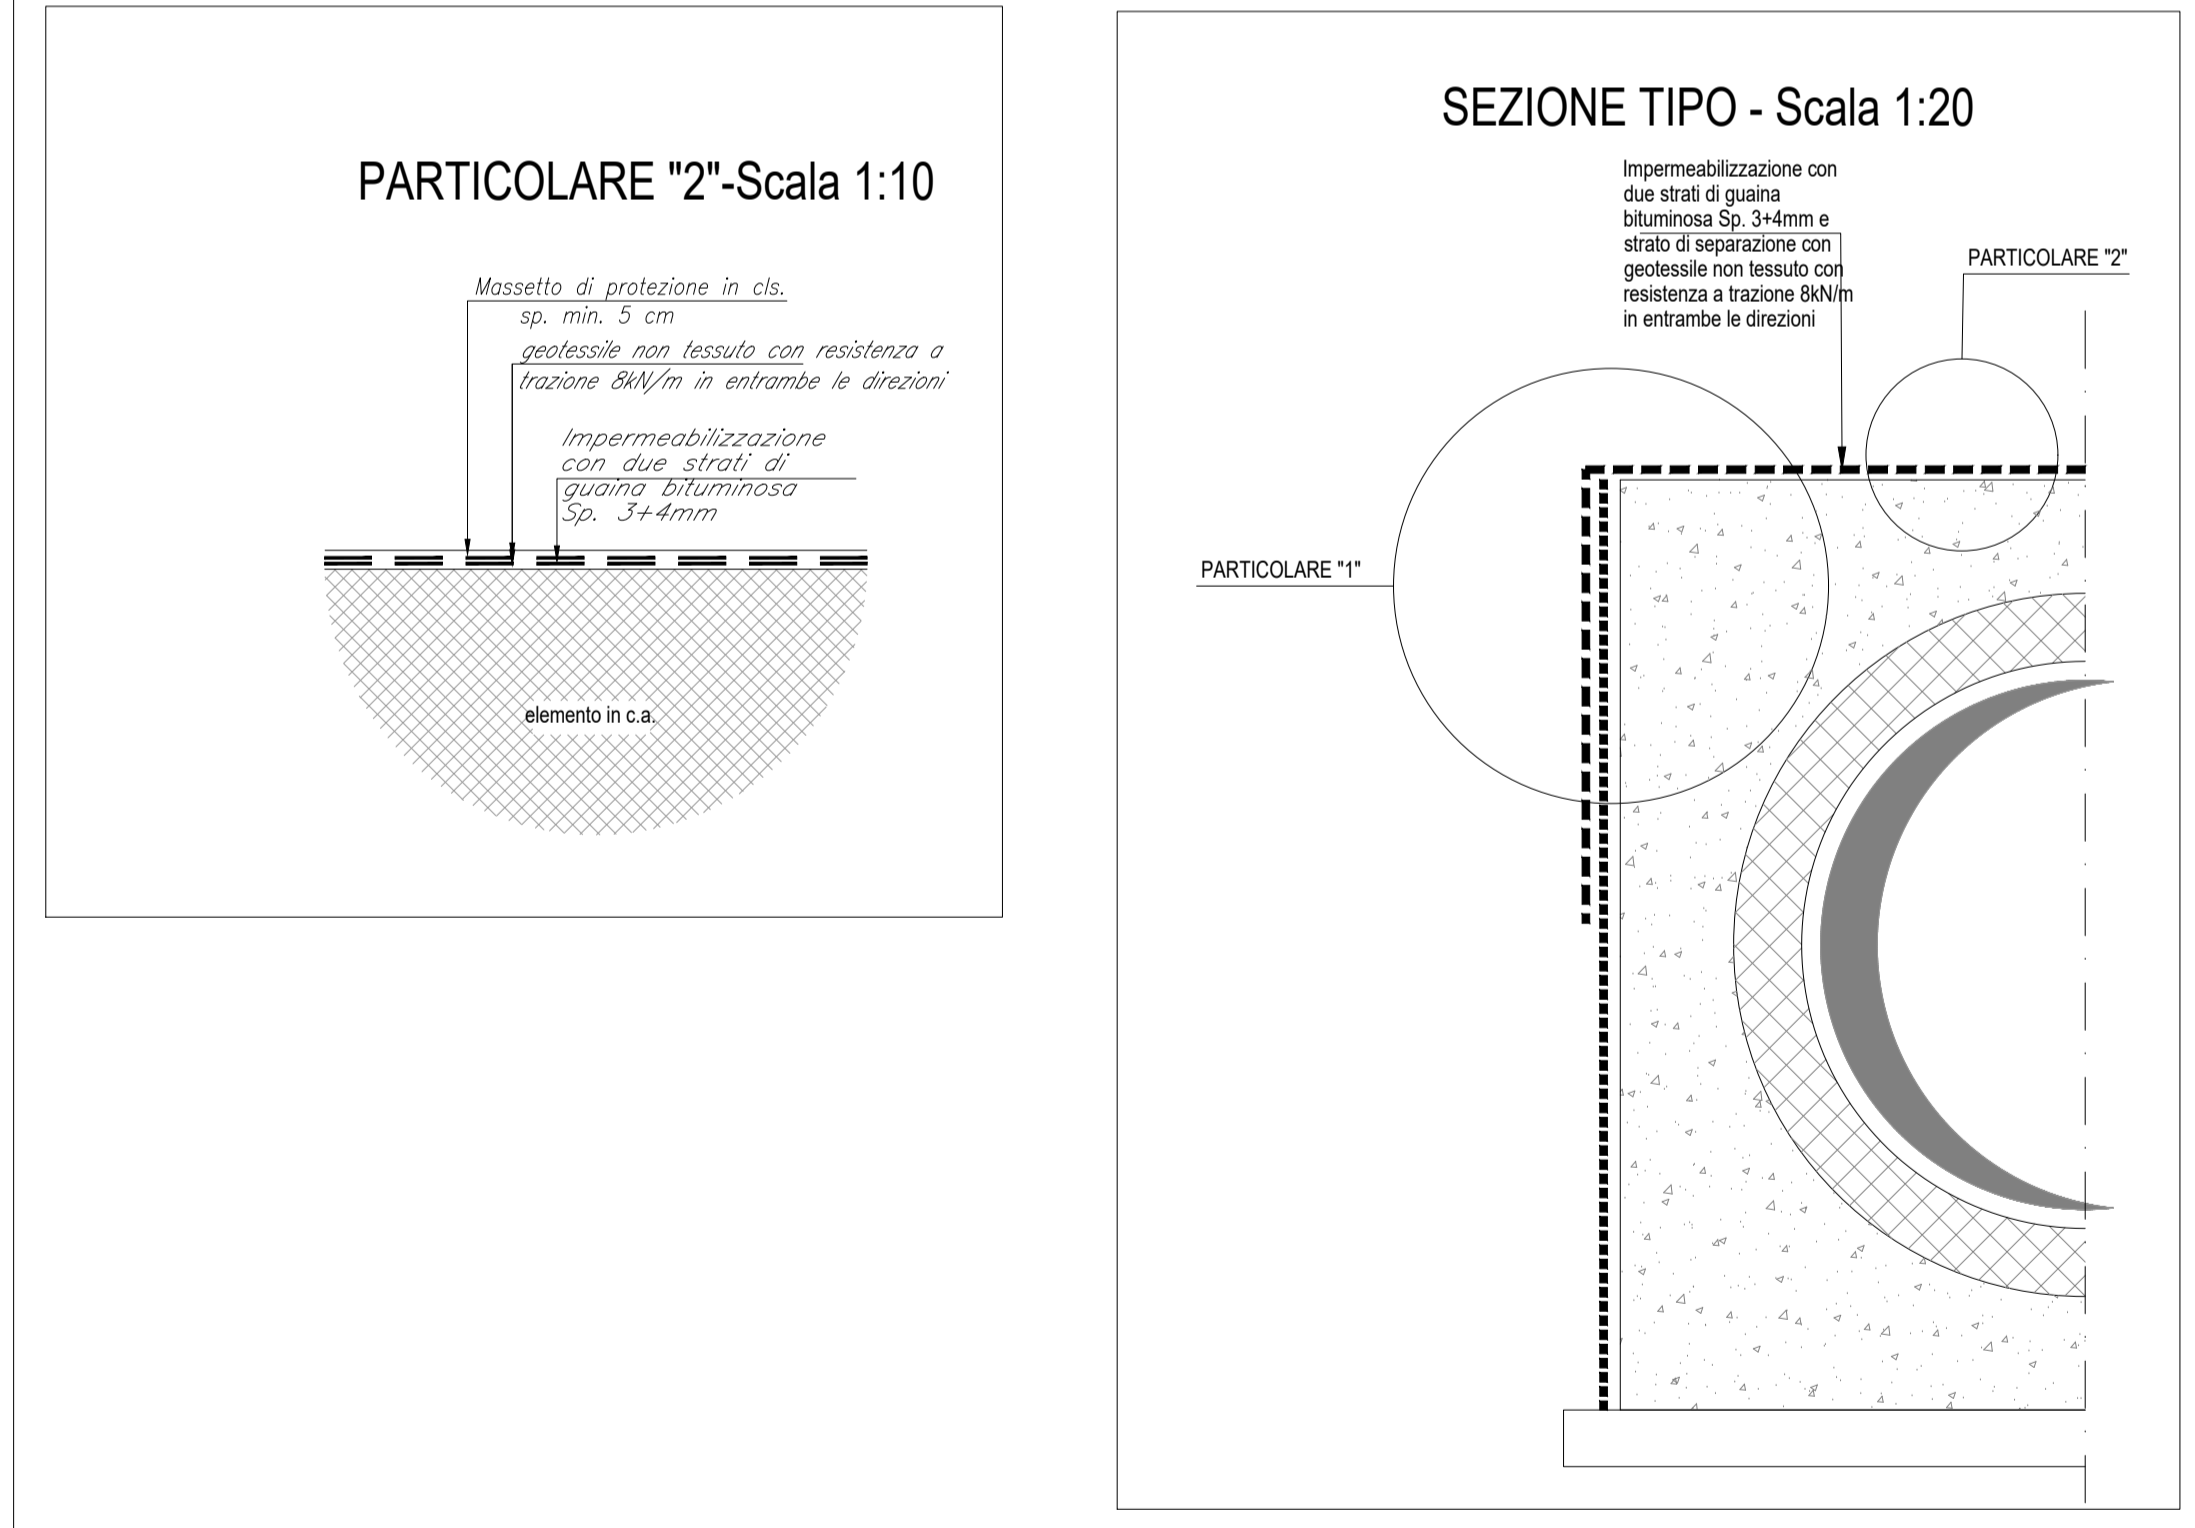 PARTICOLARE "2"-Scala 1:10
Massetto di protezione in cls.
sp. min. 5 cm
geotessile non tessuto con resistenza a
trazione 8kN/m in entrambe le direzioni
Impermeabilizzazione
con due strati di
guaina bituminosa
Sp. 3+4mm
elemento in c.a.
SEZIONE TIPO - Scala 1:20
Impermeabilizzazione con
due strati di guaina
bituminosa Sp. 3+4mm e
strato di separazione con
geotessile non tessuto con
resistenza a trazione 8kN/m
in entrambe le direzioni
PARTICOLARE "2"
PARTICOLARE "1"